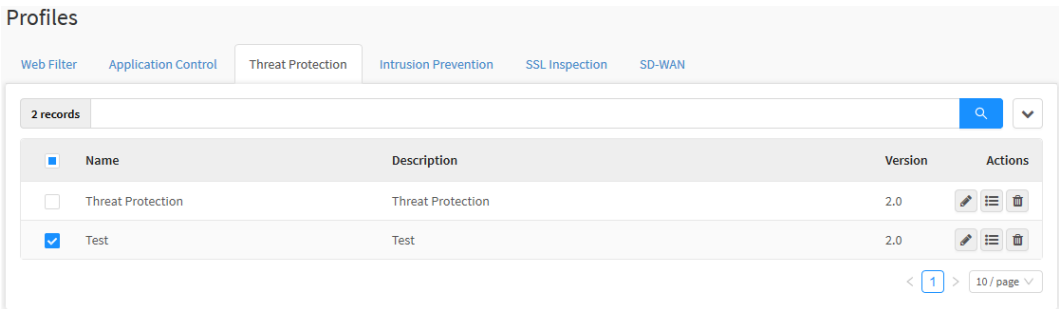 Profiles
Web Filter Application Control Threat Protection Intrusion Prevention SSL Inspection SD-WAN
2 records
Name Description Version Actions
Threat Protection Threat Protection 2.0
Test Test 2.0
< 1 > 10 / page